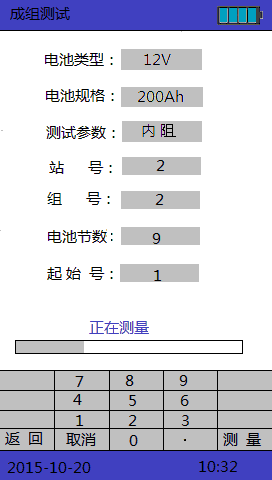 成组测试
电池类型： 12V
电池规格： 200Ah
测试参数： 内 阻
站 号： 2
组 号： 2
电池节数： 9
起 始 号： 1
正在测量
7 8 9
4 5 6
1 2 3
返 回 取消 0 . 测 量
2015-10-20 10:32